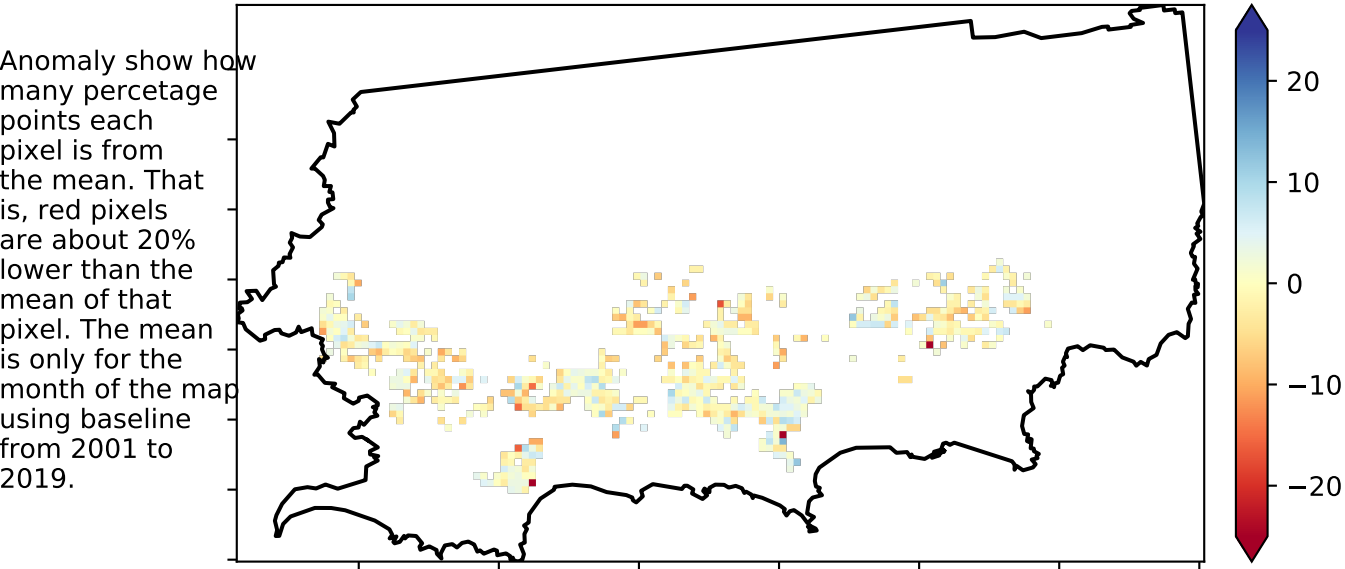 Anomaly show how
many percetage
points each
pixel is from
the mean. That
is, red pixels
are about 20%
lower than the
mean of that
pixel. The mean
is only for the
month of the map
using baseline
from 2001 to
2019.
20
10
0
−10
−20